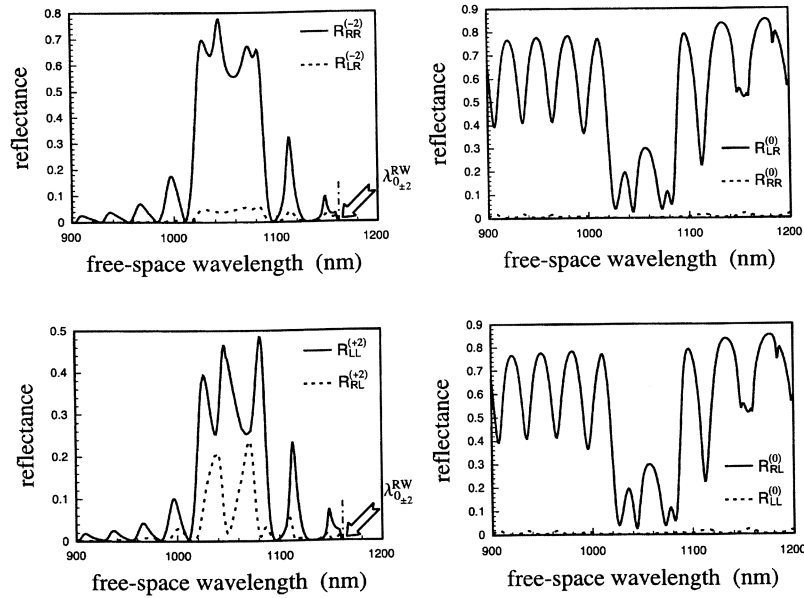 0.8
0.7
0.6
0.5
0.4
0.3
0.2
0.1
0
reflectance
R_RR^(-2)
R_LR^(-2)
λ_0±2^RW
900 1000 1100 1200
free-space wavelength (nm)
0.9
0.8
0.7
0.6
0.5
0.4
0.3
0.2
0.1
0
reflectance
R_LR^(0)
R_RR^(0)
900 1000 1100 1200
free-space wavelength (nm)
0.5
0.4
0.3
0.2
0.1
0
reflectance
R_LL^(+2)
R_RL^(+2)
λ_0±2^RW
900 1000 1100 1200
free-space wavelength (nm)
0.9
0.8
0.7
0.6
0.5
0.4
0.3
0.2
0.1
0
reflectance
R_RL^(0)
R_LL^(0)
900 1000 1100 1200
free-space wavelength (nm)